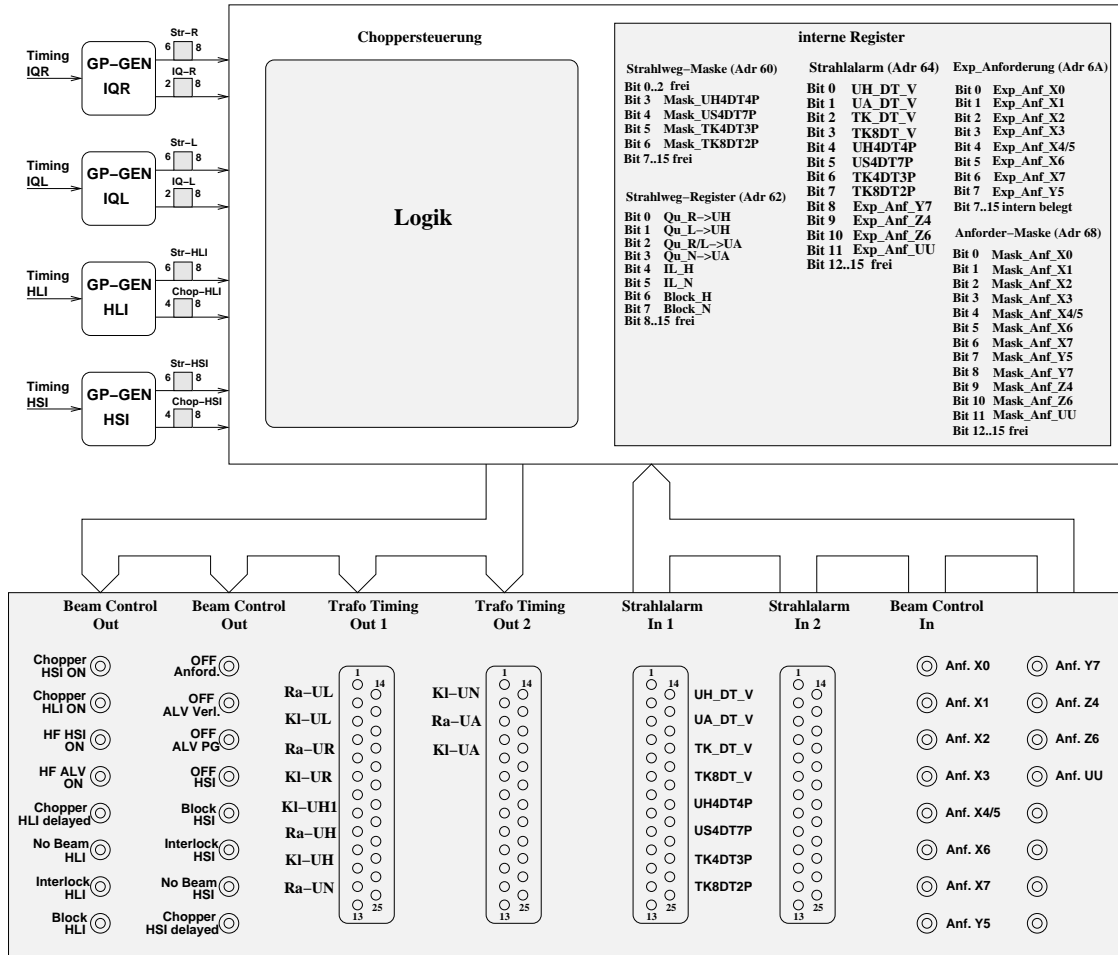 Choppersteuerung
Logik
Timing
IQR
GP–GEN
IQR
Str–R
6 8
IQ–R
2 8
Timing
IQL
GP–GEN
IQL
Str–L
6 8
IQ–L
2 8
Timing
HLI
GP–GEN
HLI
Str–HLI
6 8
Chop–HLI
4 8
Timing
HSI
GP–GEN
HSI
Str–HSI
6 8
Chop–HSI
4 8
interne Register
Strahlweg–Maske (Adr 60)
Bit 0..2 frei
Bit 3 Mask_UH4DT4P
Bit 4 Mask_US4DT7P
Bit 5 Mask_TK4DT3P
Bit 6 Mask_TK8DT2P
Bit 7..15 frei
Strahlweg–Register (Adr 62)
Bit 0 Qu_R–>UH
Bit 1 Qu_L–>UH
Bit 2 Qu_R/L–>UA
Bit 3 Qu_N–>UA
Bit 4 IL_H
Bit 5 IL_N
Bit 6 Block_H
Bit 7 Block_N
Bit 8..15 frei
Strahlalarm (Adr 64)
Bit 0 UH_DT_V
Bit 1 UA_DT_V
Bit 2 TK_DT_V
Bit 3 TK8DT_V
Bit 4 UH4DT4P
Bit 5 US4DT7P
Bit 6 TK4DT3P
Bit 7 TK8DT2P
Bit 8 Exp_Anf_Y7
Bit 9 Exp_Anf_Z4
Bit 10 Exp_Anf_Z6
Bit 11 Exp_Anf_UU
Bit 12..15 frei
Exp_Anforderung (Adr 6A)
Bit 0 Exp_Anf_X0
Bit 1 Exp_Anf_X1
Bit 2 Exp_Anf_X2
Bit 3 Exp_Anf_X3
Bit 4 Exp_Anf_X4/5
Bit 5 Exp_Anf_X6
Bit 6 Exp_Anf_X7
Bit 7 Exp_Anf_Y5
Bit 7..15 intern belegt
Anforder–Maske (Adr 68)
Bit 0 Mask_Anf_X0
Bit 1 Mask_Anf_X1
Bit 2 Mask_Anf_X2
Bit 3 Mask_Anf_X3
Bit 4 Mask_Anf_X4/5
Bit 5 Mask_Anf_X6
Bit 6 Mask_Anf_X7
Bit 7 Mask_Anf_Y5
Bit 8 Mask_Anf_Y7
Bit 9 Mask_Anf_Z4
Bit 10 Mask_Anf_Z6
Bit 11 Mask_Anf_UU
Bit 12..15 frei
Beam Control
Out
Chopper
HSI ON
Chopper
HLI ON
HF HSI
ON
HF ALV
ON
Chopper
HLI delayed
No Beam
HLI
Interlock
HLI
Block
HLI
Beam Control
Out
OFF
Anford.
OFF
ALV Verl.
OFF
ALV PG
OFF
HSI
Block
HSI
Interlock
HSI
No Beam
HSI
Chopper
HSI delayed
Trafo Timing
Out 1
1
14
Ra–UL
Kl–UL
Ra–UR
Kl–UR
Kl–UH1
Ra–UH
Kl–UH
Ra–UN
25
13
Trafo Timing
Out 2
1
14
Kl–UN
Ra–UA
Kl–UA
25
13
Strahlalarm
In 1
1
14
UH_DT_V
UA_DT_V
TK_DT_V
TK8DT_V
UH4DT4P
US4DT7P
TK4DT3P
TK8DT2P
25
13
Strahlalarm
In 2
1
14
25
13
Beam Control
In
Anf. X0
Anf. X1
Anf. X2
Anf. X3
Anf. X4/5
Anf. X6
Anf. X7
Anf. Y5
Anf. Y7
Anf. Z4
Anf. Z6
Anf. UU